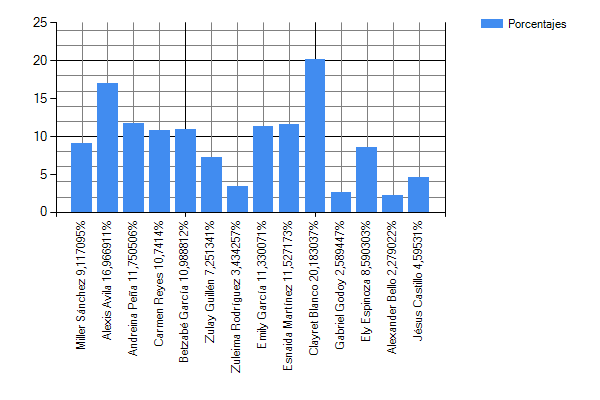 25
20
15
10
5
0
Porcentajes
Miller Sánchez 9,117095%
Alexis Avila 16,966911%
Andreina Peña 11,750506%
Carmen Reyes 10,7414%
Betzabé García 10,988812%
Zulay Guillén 7,251341%
Zuleima Rodríguez 3,434257%
Emily García 11,330071%
Esnaida Martínez 11,527173%
Clayret Blanco 20,183037%
Gabriel Godoy 2,589447%
Ely Espinoza 8,590303%
Alexander Bello 2,279022%
Jésus Castillo 4,59531%